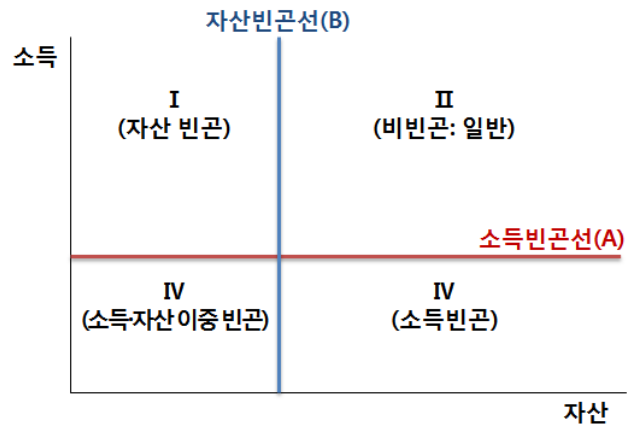 자산빈곤선(B)
소득
Ⅰ
(자산 빈곤)
Ⅱ
(비빈곤: 일반)
소득빈곤선(A)
Ⅳ
(소득·자산 이중 빈곤)
Ⅳ
(소득빈곤)
자산